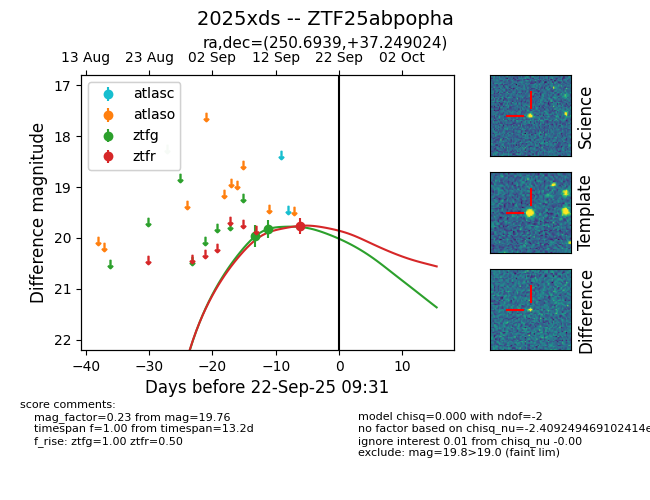 2025xds -- ZTF25abpopha
ra,dec=(250.6939,+37.249024)
13 Aug 23 Aug 02 Sep 12 Sep 22 Sep 02 Oct
17
18
19
20
21
22
Difference magnitude
atlasc
atlaso
ztfg
ztfr
−40 −30 −20 −10 0 10
Days before 22-Sep-25 09:31
Science
Template
Difference
score comments:
mag_factor=0.23 from mag=19.76
timespan f=1.00 from timespan=13.2d
f_rise: ztfg=1.00 ztfr=0.50
model chisq=0.000 with ndof=-2
no factor based on chisq_nu=-2.409249469102414e
ignore interest 0.01 from chisq_nu -0.00
exclude: mag=19.8>19.0 (faint lim)